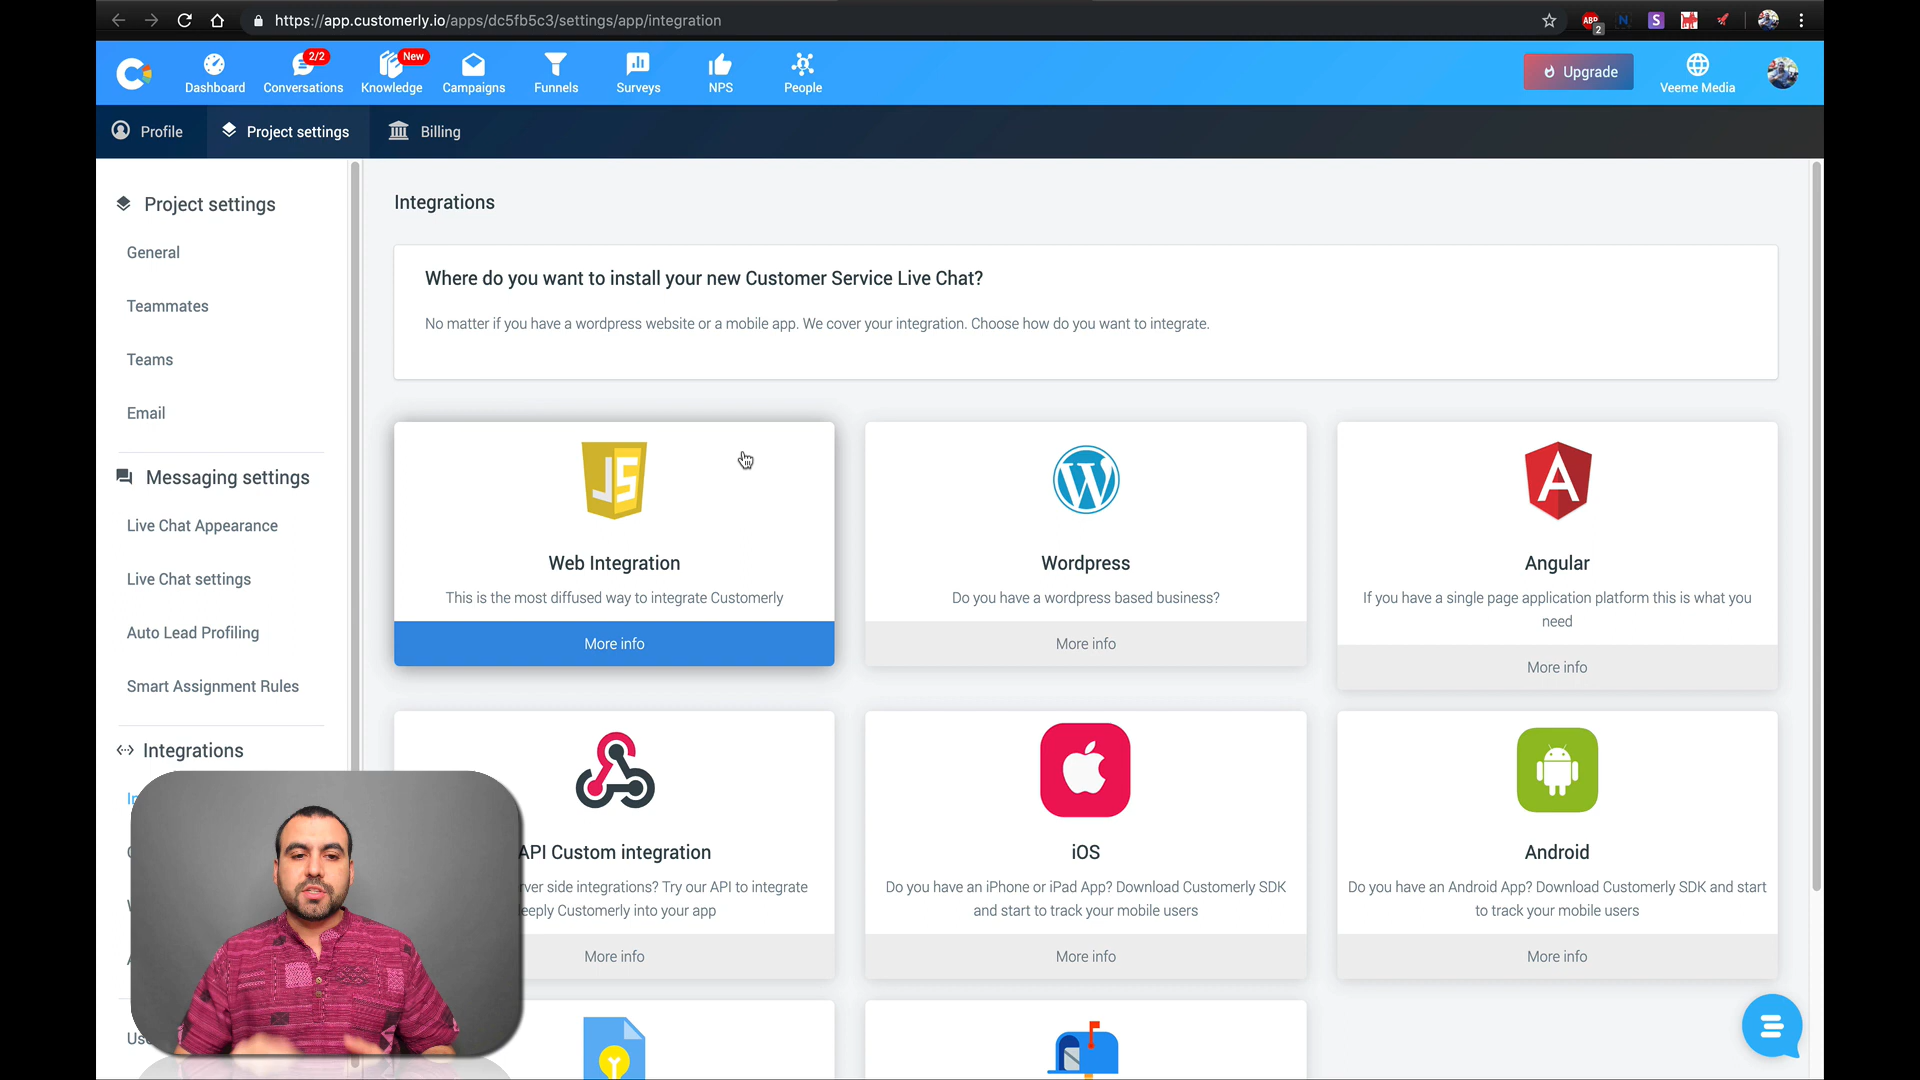 https://app.customerly.io/apps/dc5fb5c3/settings/app/integration
ABP
2
N
S
Dashboard
2/2
Conversations
New
Knowledge
Campaigns
Funnels
Surveys
NPS
People
Upgrade
Veeme Media
Profile
Project settings
Billing
Project settings
General
Teammates
Teams
Email
Messaging settings
Live Chat Appearance
Live Chat settings
Auto Lead Profiling
Smart Assignment Rules
Integrations
Integrations
Where do you want to install your new Customer Service Live Chat?
No matter if you have a wordpress website or a mobile app. We cover your integration. Choose how do you want to integrate.
JS
Web Integration
This is the most diffused way to integrate Customerly
More info
W
Wordpress
Do you have a wordpress based business?
More info
A
Angular
If you have a single page application platform this is what you
need
More info
API Custom integration
side integrations? Try our API to integrate
Customerly into your app
More info
iOS
Do you have an iPhone or iPad App? Download Customerly SDK
and start to track your mobile users
More info
Android
Do you have an Android App? Download Customerly SDK and start
to track your mobile users
More info